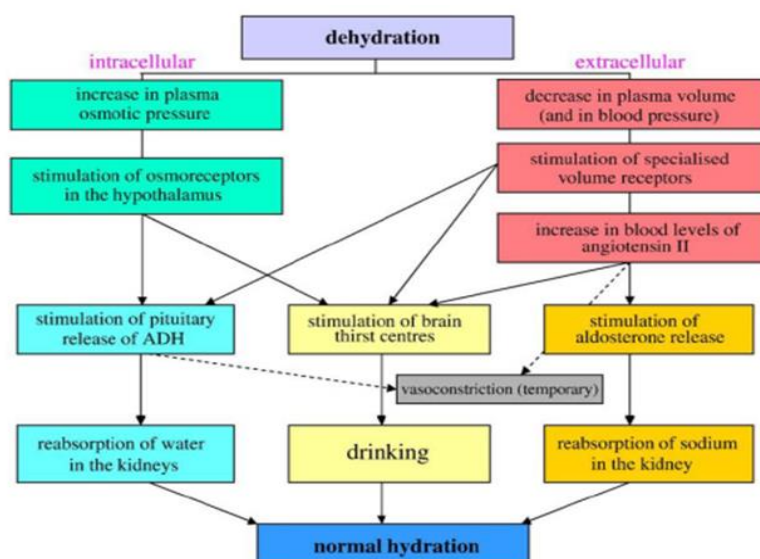 dehydration
intracellular
extracellular
increase in plasma
osmotic pressure
decrease in plasma volume
(and in blood pressure)
stimulation of osmoreceptors
in the hypothalamus
stimulation of specialised
volume receptors
increase in blood levels of
angiotensin II
stimulation of pituitary
release of ADH
stimulation of brain
thirst centres
stimulation of
aldosterone release
vasoconstriction (temporary)
reabsorption of water
in the kidneys
drinking
reabsorption of sodium
in the kidney
normal hydration